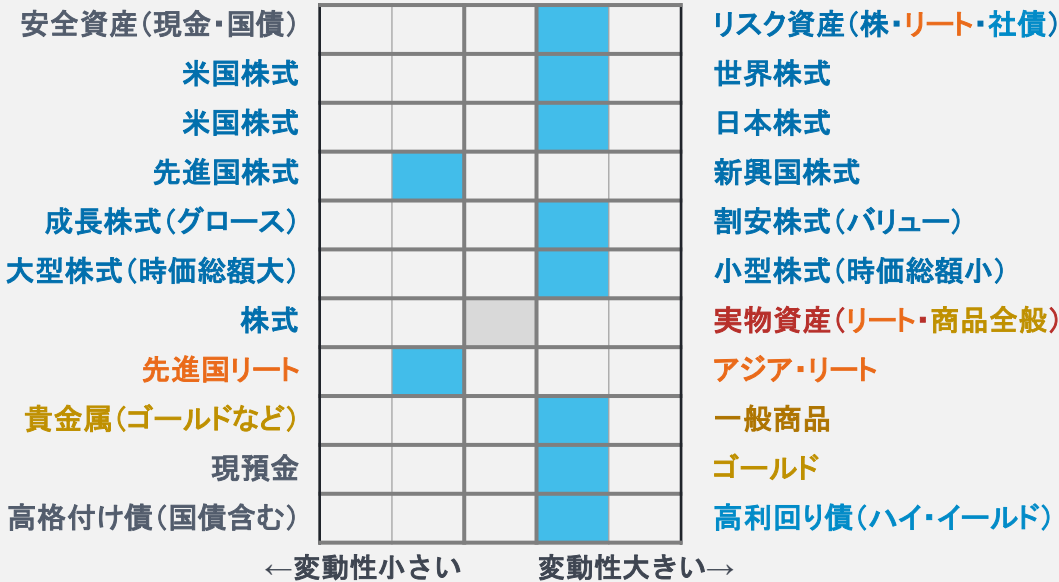 安全資産(現金・国債) リスク資産(株・リート・社債)
米国株式 世界株式
米国株式 日本株式
先進国株式 新興国株式
成長株式(グロース) 割安株式(バリュー)
大型株式(時価総額大) 小型株式(時価総額小)
株式 実物資産(リート・商品全般)
先進国リート アジア・リート
貴金属(ゴールドなど) 一般商品
現預金 ゴールド
高格付け債(国債含む) 高利回り債(ハイ・イールド)
←変動性小さい 変動性大きい→